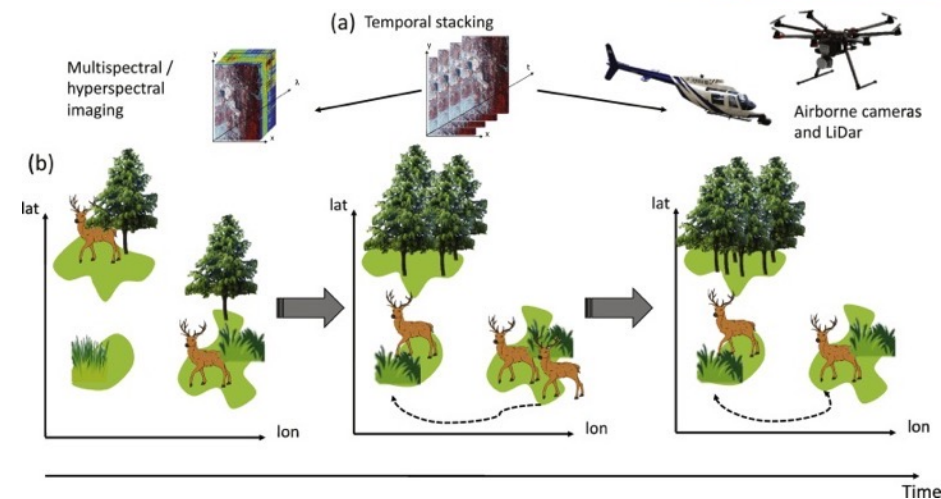 (a) Temporal stacking
Multispectral /
hyperspectral
imaging
y
λ
x
y
t
x
Airborne cameras
and LiDar
(b)
lat
lon
lat
lon
lat
lon
Time